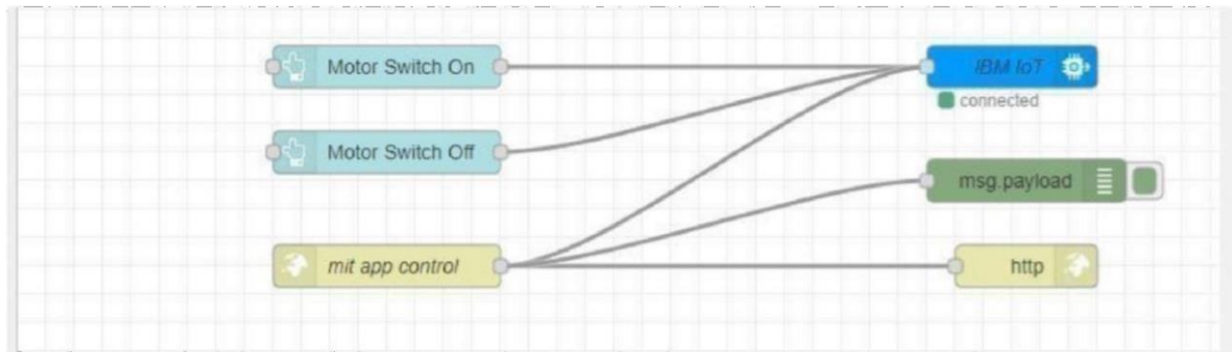 Motor Switch On
IBM IoT
connected
Motor Switch Off
msg.payload
mit app control
http